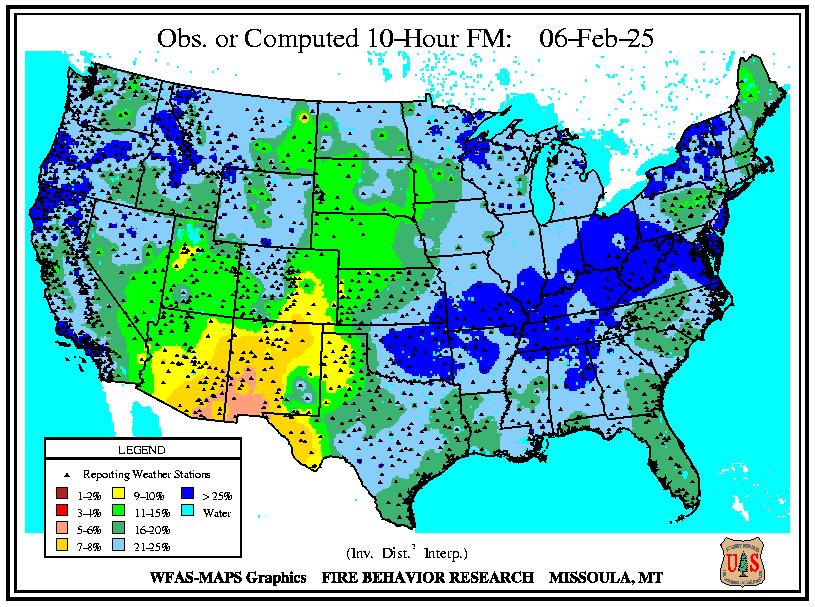 Obs. or Computed 10-Hour FM: 06-Feb-25
LEGEND
Reporting Weather Stations
1-2% 9-10% > 25%
3-4% 11-15% Water
5-6% 16-20%
7-8% 21-25%
(Inv. Dist.² Interp.)
WFAS-MAPS Graphics FIRE BEHAVIOR RESEARCH MISSOULA, MT
U S